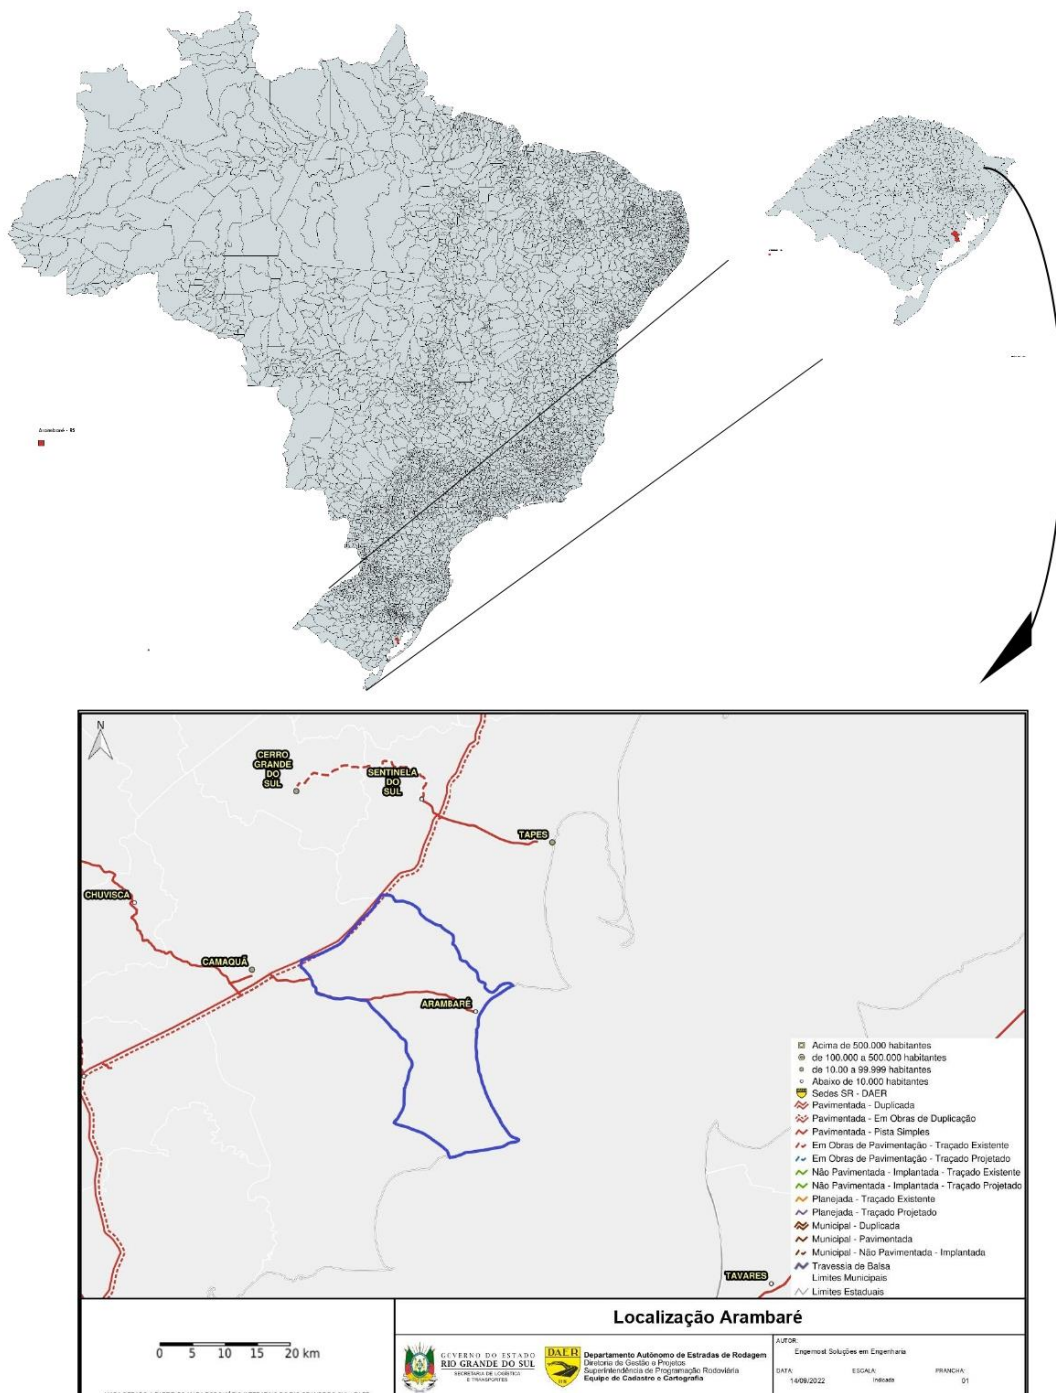 Arambaré - RS
N
CERRO
GRANDE
DO
SUL
SENTINELA
DO
SUL
TAPES
CHUVISCA
CAMAQUÃ
ARAMBARÉ
TAVARES
Acima de 500.000 habitantes
de 100.000 a 500.000 habitantes
de 10.00 a 99.999 habitantes
Abaixo de 10.000 habitantes
Sedes SR - DAER
Pavimentada - Duplicada
Pavimentada - Em Obras de Duplicação
Pavimentada - Pista Simples
Em Obras de Pavimentação - Traçado Existente
Em Obras de Pavimentação - Traçado Projetado
Não Pavimentada - Implantada - Traçado Existente
Não Pavimentada - Implantada - Traçado Projetado
Planejada - Traçado Existente
Planejada - Traçado Projetado
Municipal - Duplicada
Municipal - Pavimentada
Municipal - Não Pavimentada - Implantada
Travessia de Balsa
Limites Municipais
Limites Estaduais
Localização Arambaré
0 5 10 15 20 km
GOVERNO DO ESTADO
RIO GRANDE DO SUL
SECRETARIA DE LOGÍSTICA
E TRANSPORTES
DAER
RS
Departamento Autônomo de Estradas de Rodagem
Diretoria de Gestão e Projetos
Superintendência de Programação Rodoviária
Equipe de Cadastro e Cartografia
AUTOR:
Engemost Soluções em Engenharia
DATA: ESCALA: PRANCHA:
14/09/2022 Indicada 01